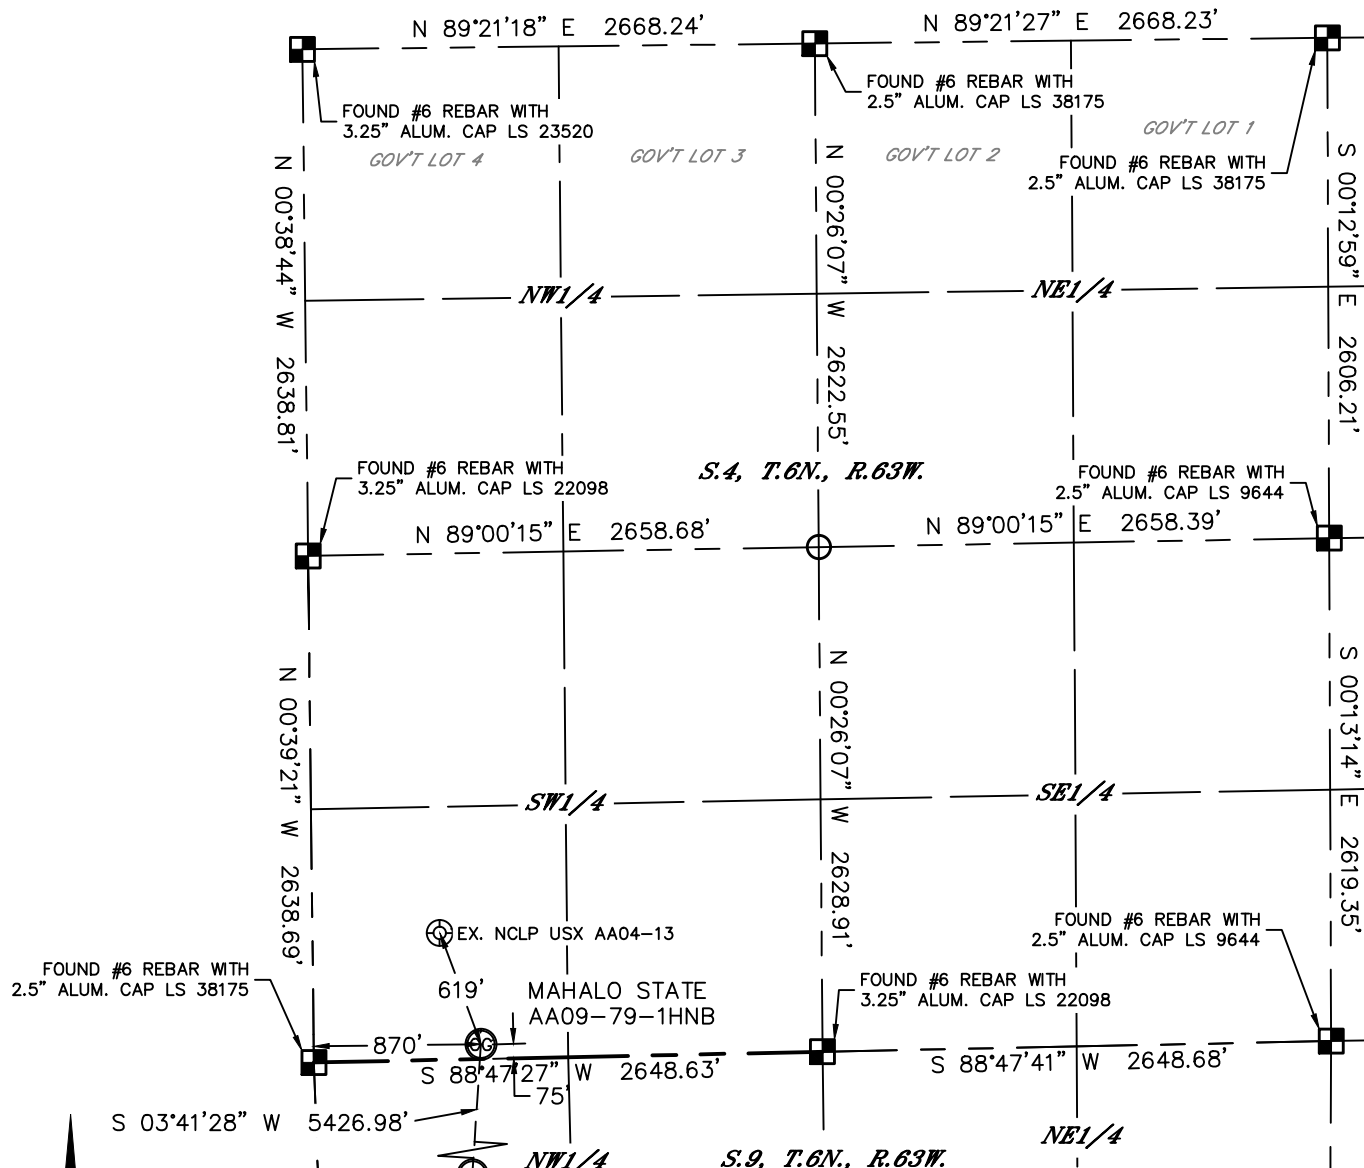 N 89°21'18" E 2668.24'
N 89°21'27" E 2668.23'
FOUND #6 REBAR WITH
3.25" ALUM. CAP LS 23520
FOUND #6 REBAR WITH
2.5" ALUM. CAP LS 38175
GOV'T LOT 4
GOV'T LOT 3
GOV'T LOT 2
GOV'T LOT 1
FOUND #6 REBAR WITH
2.5" ALUM. CAP LS 38175
N 00°38'44" W 2638.81'
N 00°26'07" W 2622.55'
S 00°12'59" E 2606.21'
NW1/4
NE1/4
FOUND #6 REBAR WITH
3.25" ALUM. CAP LS 22098
S.4, T.6N., R.63W.
FOUND #6 REBAR WITH
2.5" ALUM. CAP LS 9644
N 89°00'15" E 2658.68'
N 89°00'15" E 2658.39'
N 00°39'21" W 2638.69'
N 00°26'07" W 2628.91'
S 00°13'14" E 2619.35'
SW1/4
SE1/4
EX. NCLP USX AA04-13
FOUND #6 REBAR WITH
2.5" ALUM. CAP LS 9644
FOUND #6 REBAR WITH
2.5" ALUM. CAP LS 38175
619'
MAHALO STATE
AA09-79-1HNB
FOUND #6 REBAR WITH
3.25" ALUM. CAP LS 22098
870'
OG
S 88°47'27" W 2648.63'
S 88°47'41" W 2648.68'
75'
S 03°41'28" W 5426.98'
NW1/4
S.9, T.6N., R.63W.
NE1/4